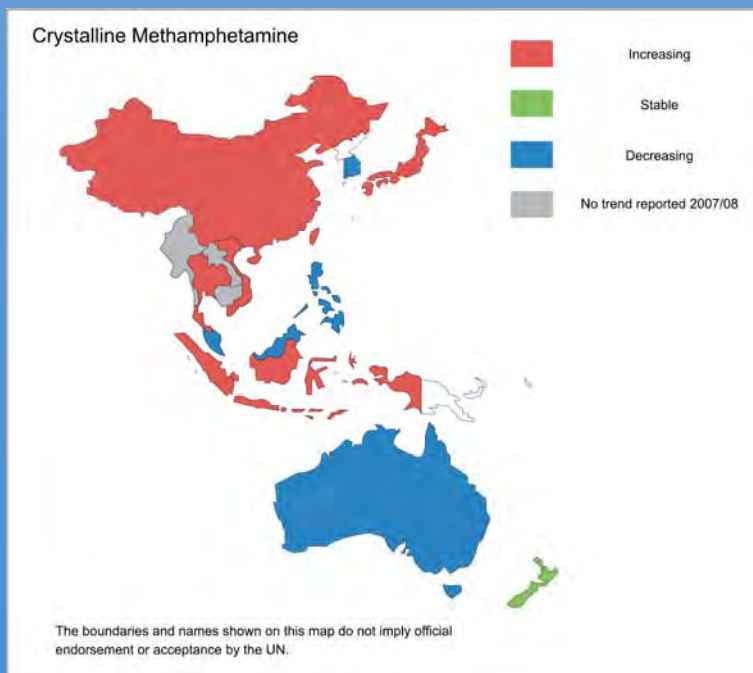 Crystalline Methamphetamine
Increasing
Stable
Decreasing
No trend reported 2007/08
The boundaries and names shown on this map do not imply official
endorsement or acceptance by the UN.